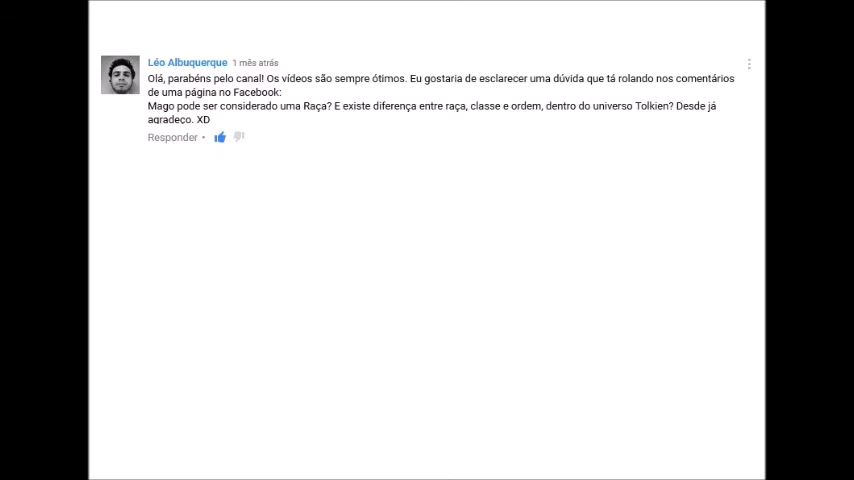 Léo Albuquerque 1 mês atrás
Olá, parabéns pelo canal! Os vídeos são sempre ótimos. Eu gostaria de esclarecer uma dúvida que tá rolando nos comentários
de uma página no Facebook:
Mago pode ser considerado uma Raça? E existe diferença entre raça, classe e ordem, dentro do universo Tolkien? Desde já
agradeço. XD
Responder •